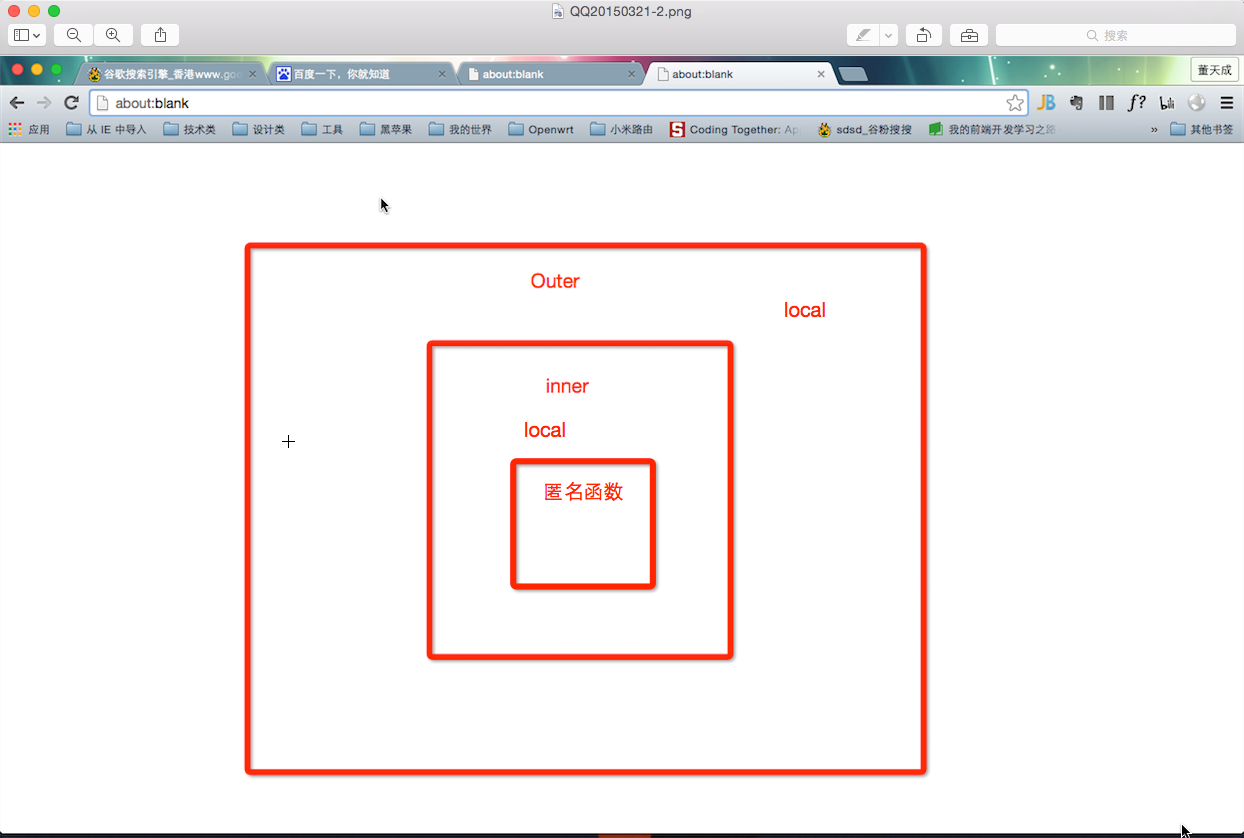 QQ20150321-2.png
搜索
谷歌搜索引擎_香港www.goo
百度一下，你就知道
about:blank
about:blank
董天成
about:blank
JB
f?
应用
从 IE 中导入
技术类
设计类
工具
黑苹果
我的世界
Openwrt
小米路由
S
Coding Together: Ap
sdsd_谷粉搜搜
我的前端开发学习之路
»
其他书签
Outer
local
inner
local
匿名函数